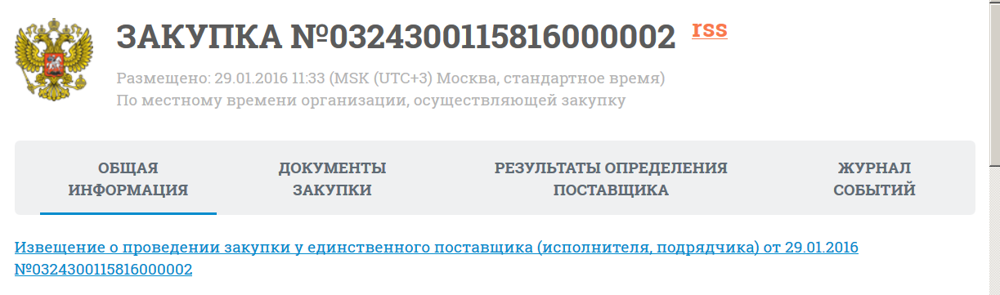 ЗАКУПКА №0324300115816000002 rss
Размещено: 29.01.2016 11:33 (MSK (UTC+3) Москва, стандартное время)
По местному времени организации, осуществляющей закупку
ОБЩАЯ
ИНФОРМАЦИЯ
ДОКУМЕНТЫ
ЗАКУПКИ
РЕЗУЛЬТАТЫ ОПРЕДЕЛЕНИЯ
ПОСТАВЩИКА
ЖУРНАЛ
СОБЫТИЙ
Извещение о проведении закупки у единственного поставщика (исполнителя, подрядчика) от 29.01.2016
№0324300115816000002